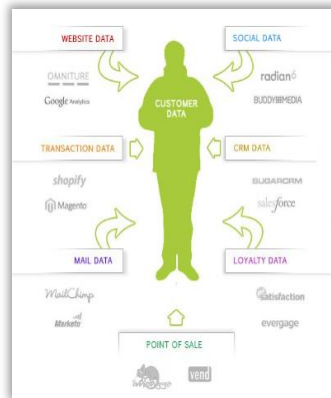 WEBSITE DATA
SOCIAL DATA
OMNITURE
Google Analytics
radian6
BUDDYMEDIA
CUSTOMER
DATA
TRANSACTION DATA
CRM DATA
shopify
Magento
SUGARCRM
salesforce
MAIL DATA
LOYALTY DATA
MailChimp
Marketo
satisfaction
evergage
POINT OF SALE
vend